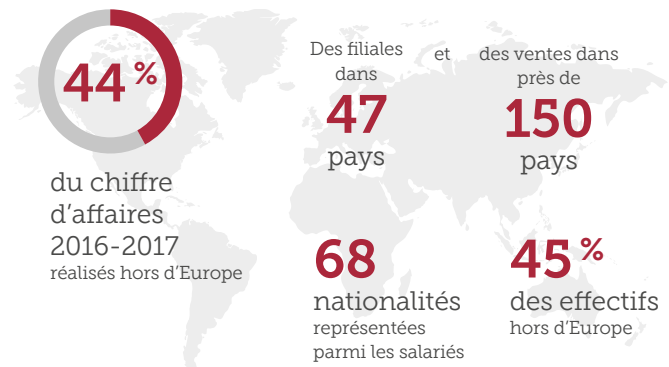 44 %
du chiffre
d'affaires
2016-2017
réalisés hors d'Europe
Des filiales
dans
47
pays
et
des ventes dans
près de
150
pays
68
nationalités
représentées
parmi les salariés
45 %
des effectifs
hors d'Europe